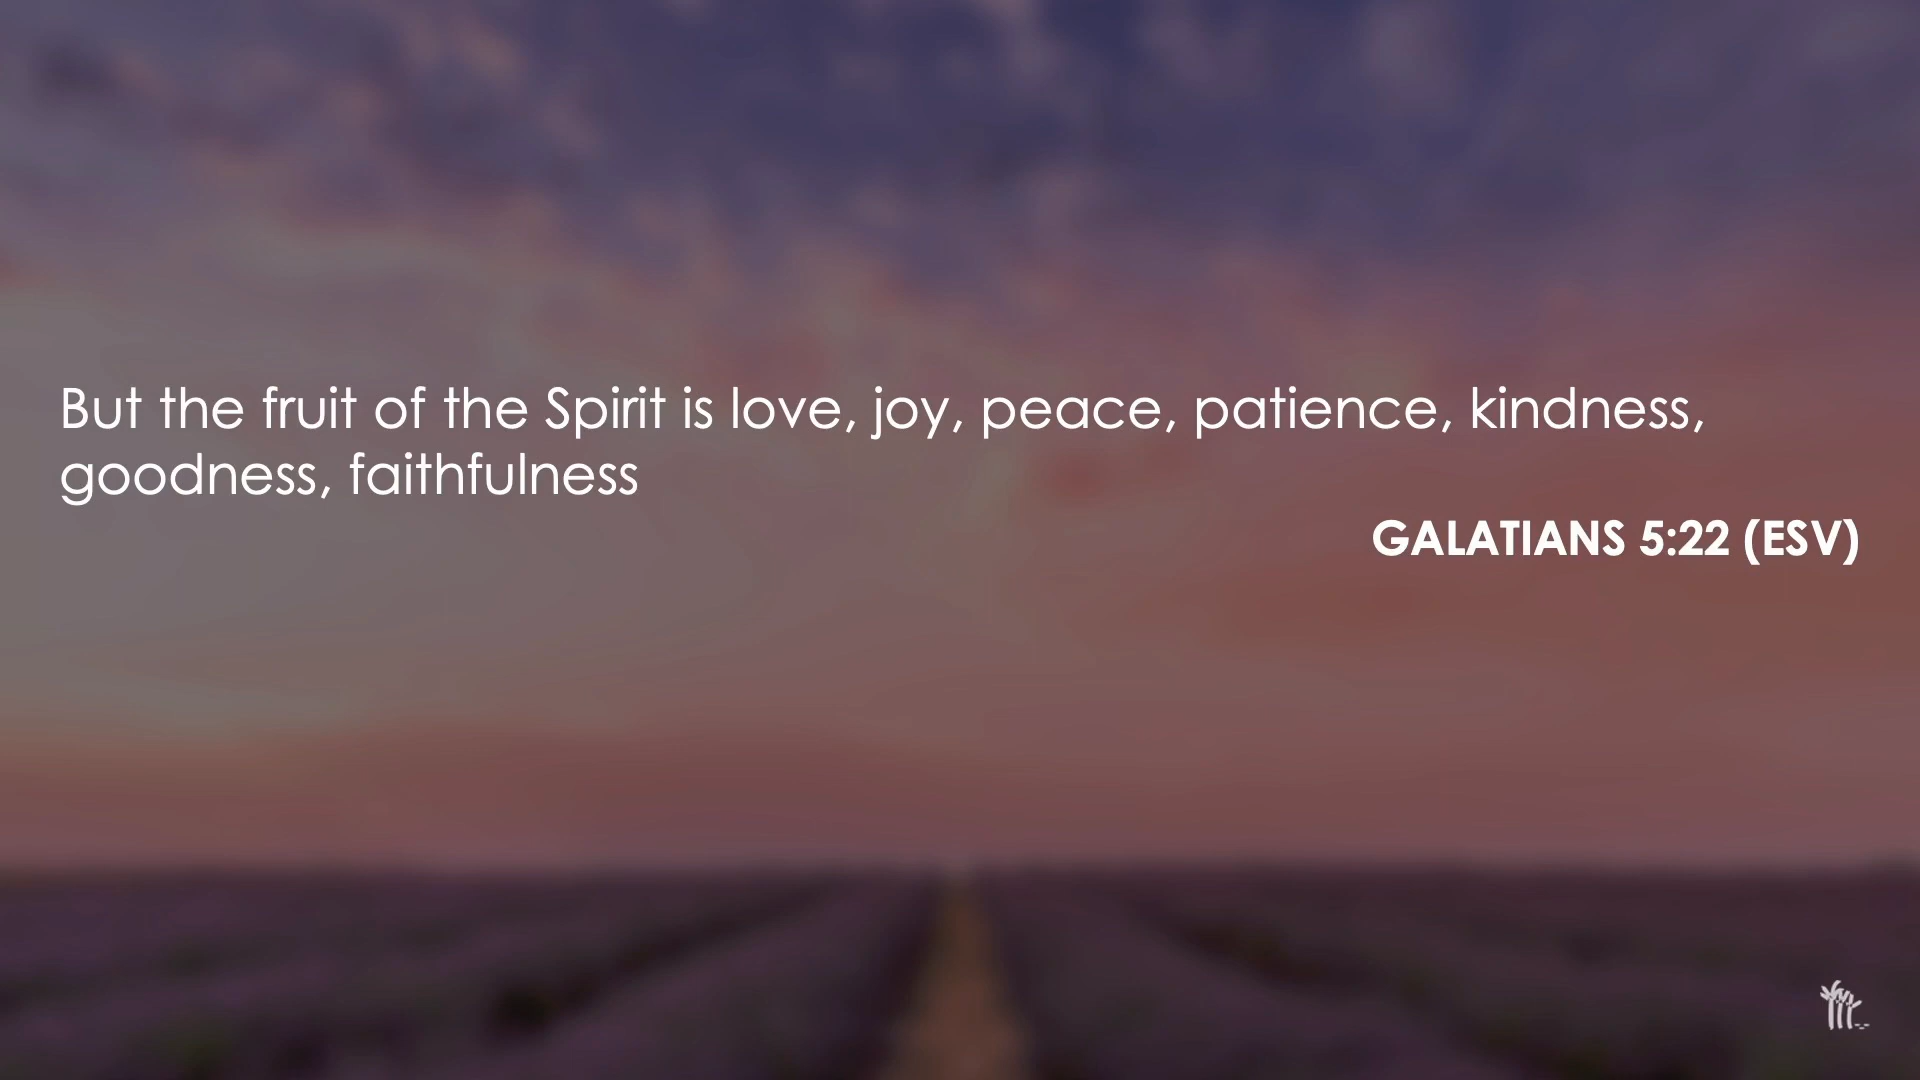 But the fruit of the Spirit is love, joy, peace, patience, kindness,
goodness, faithfulness
GALATIANS 5:22 (ESV)